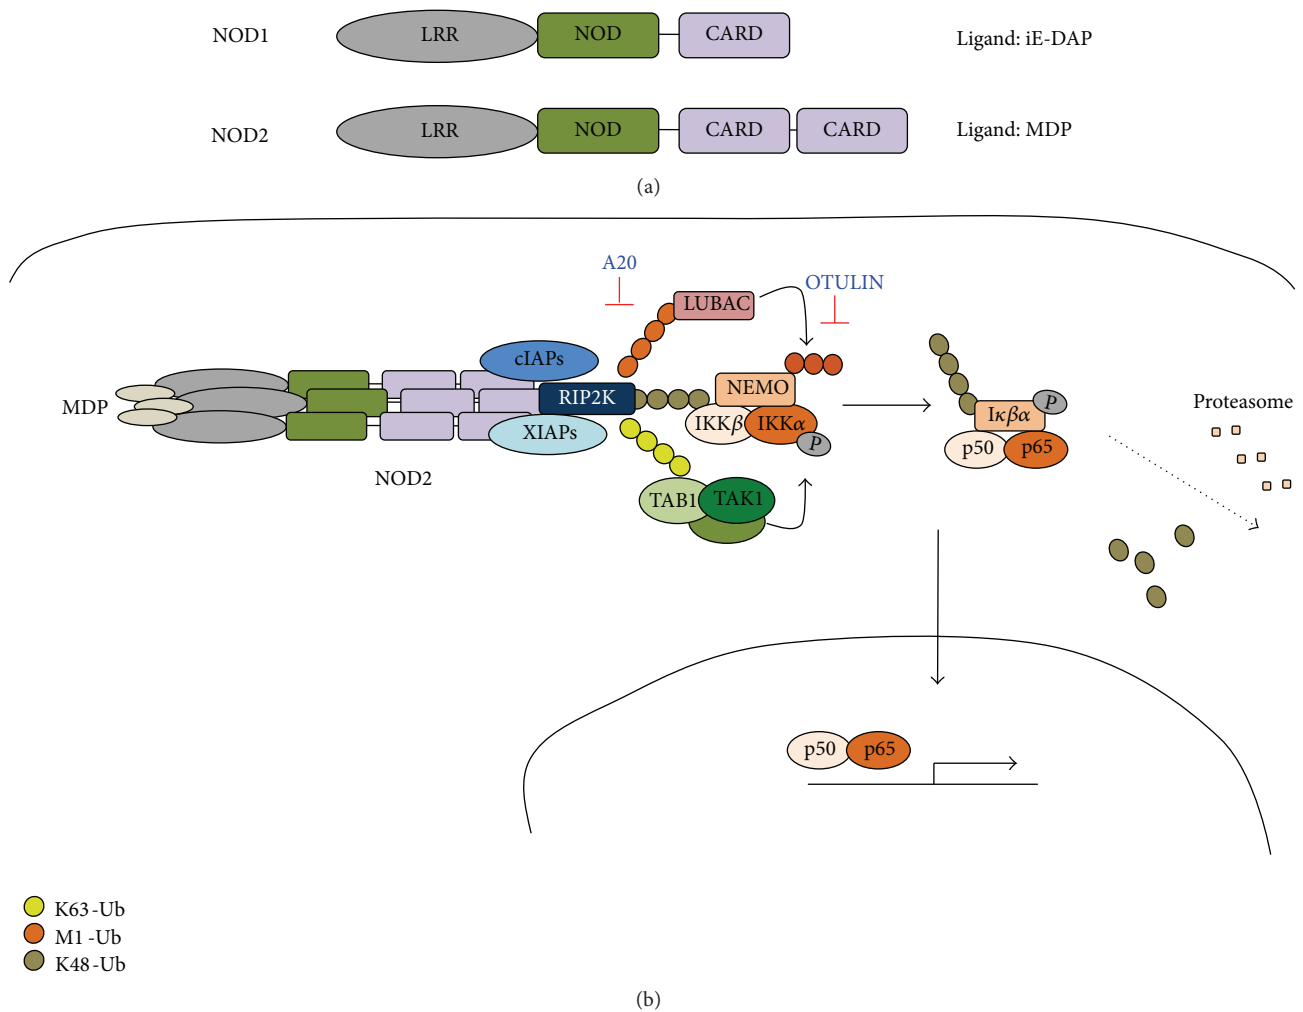 NOD1 LRR NOD CARD Ligand: iE-DAP
NOD2 LRR NOD CARD CARD Ligand: MDP
(a)
A20
OTULIN
LUBAC
cIAPs
NEMO
RIP2K
MDP
XIAPs
IKKβ IKKα
P
NOD2
TAB1 TAK1
P
Iκβα
p50 p65
Proteasome
p50 p65
K63-Ub
M1-Ub
K48-Ub
(b)